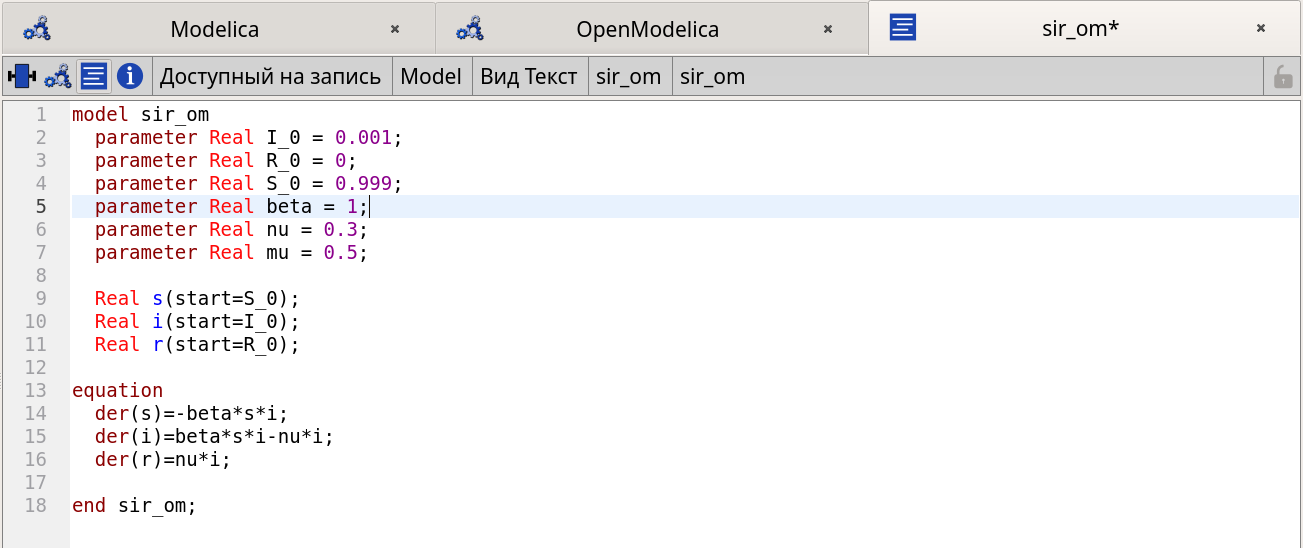 Modelica × OpenModelica × sir_om* ×
Доступный на запись Model Вид Текст sir_om sir_om
1 model sir_om
2   parameter Real I_0 = 0.001;
3   parameter Real R_0 = 0;
4   parameter Real S_0 = 0.999;
5   parameter Real beta = 1;
6   parameter Real nu = 0.3;
7   parameter Real mu = 0.5;
8
9   Real s(start=S_0);
10   Real i(start=I_0);
11   Real r(start=R_0);
12
13 equation
14   der(s)=-beta*s*i;
15   der(i)=beta*s*i-nu*i;
16   der(r)=nu*i;
17
18 end sir_om;